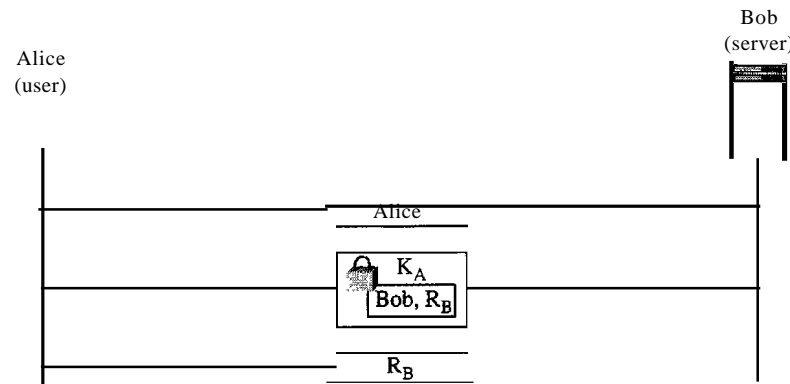 Bob
(server)
Alice
(user)
Alice
K_A
Bob, R_B
R_B